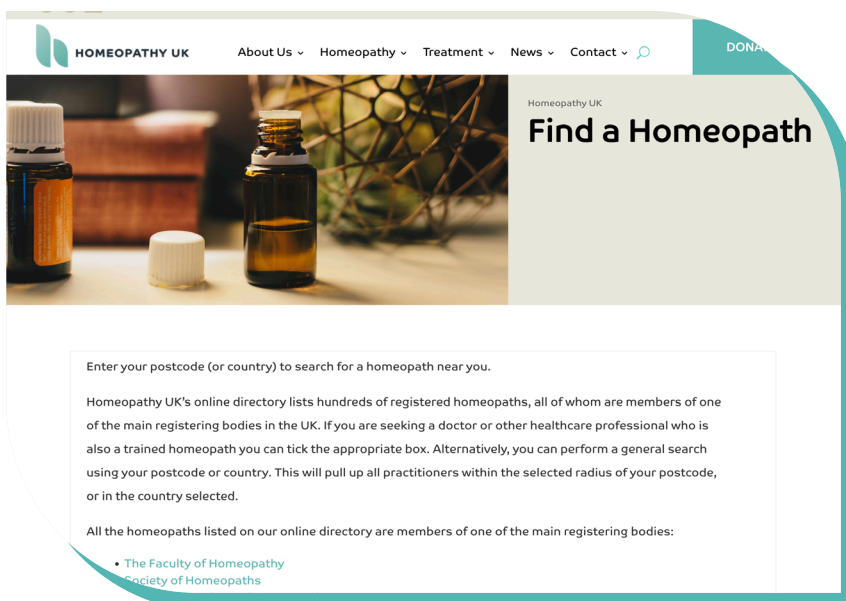 HOMEOPATHY UK
About Us
Homeopathy
Treatment
News
Contact
Homeopathy UK
Find a Homeopath
Enter your postcode (or country) to search for a homeopath near you.
Homeopathy UK's online directory lists hundreds of registered homeopaths, all of whom are members of one
of the main registering bodies in the UK. If you are seeking a doctor or other healthcare professional who is
also a trained homeopath you can tick the appropriate box. Alternatively, you can perform a general search
using your postcode or country. This will pull up all practitioners within the selected radius of your postcode,
or in the country selected.
All the homeopaths listed on our online directory are members of one of the main registering bodies:
• The Faculty of Homeopathy
Society of Homeopaths